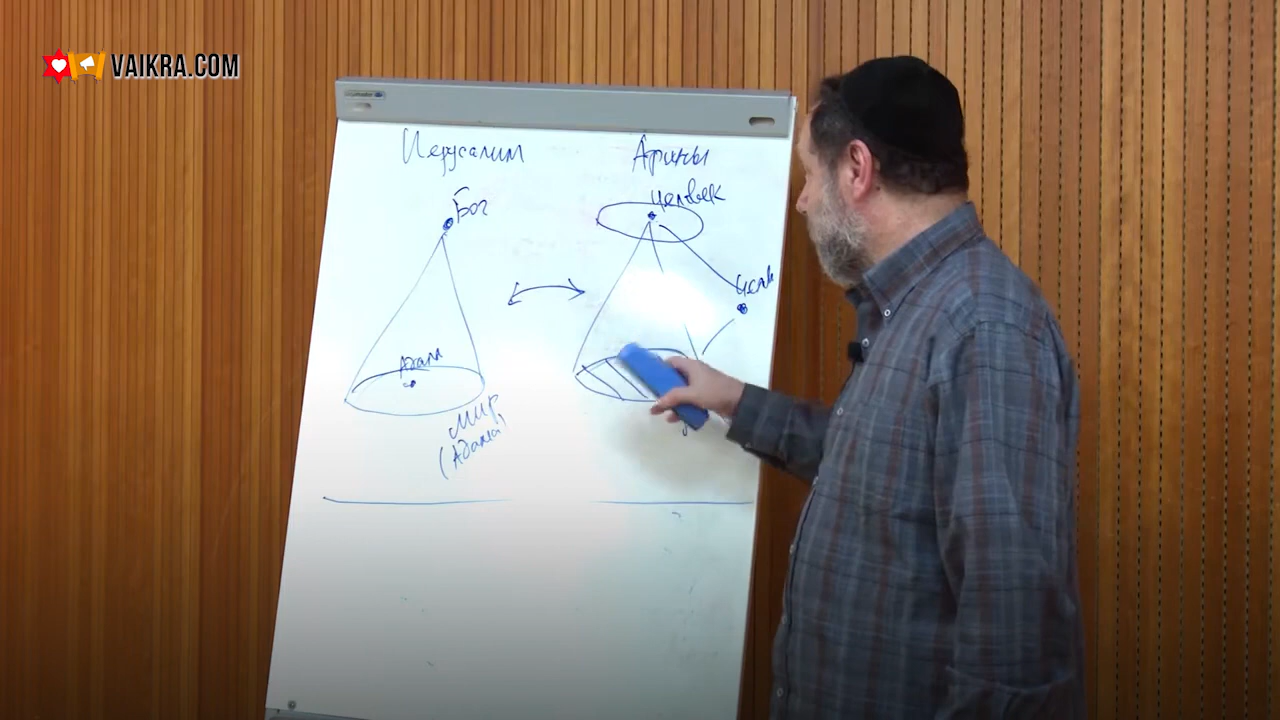 VAIKRA.COM
Иерусалим
Афины
Бог
человек
Адам
Мир
(Адама)